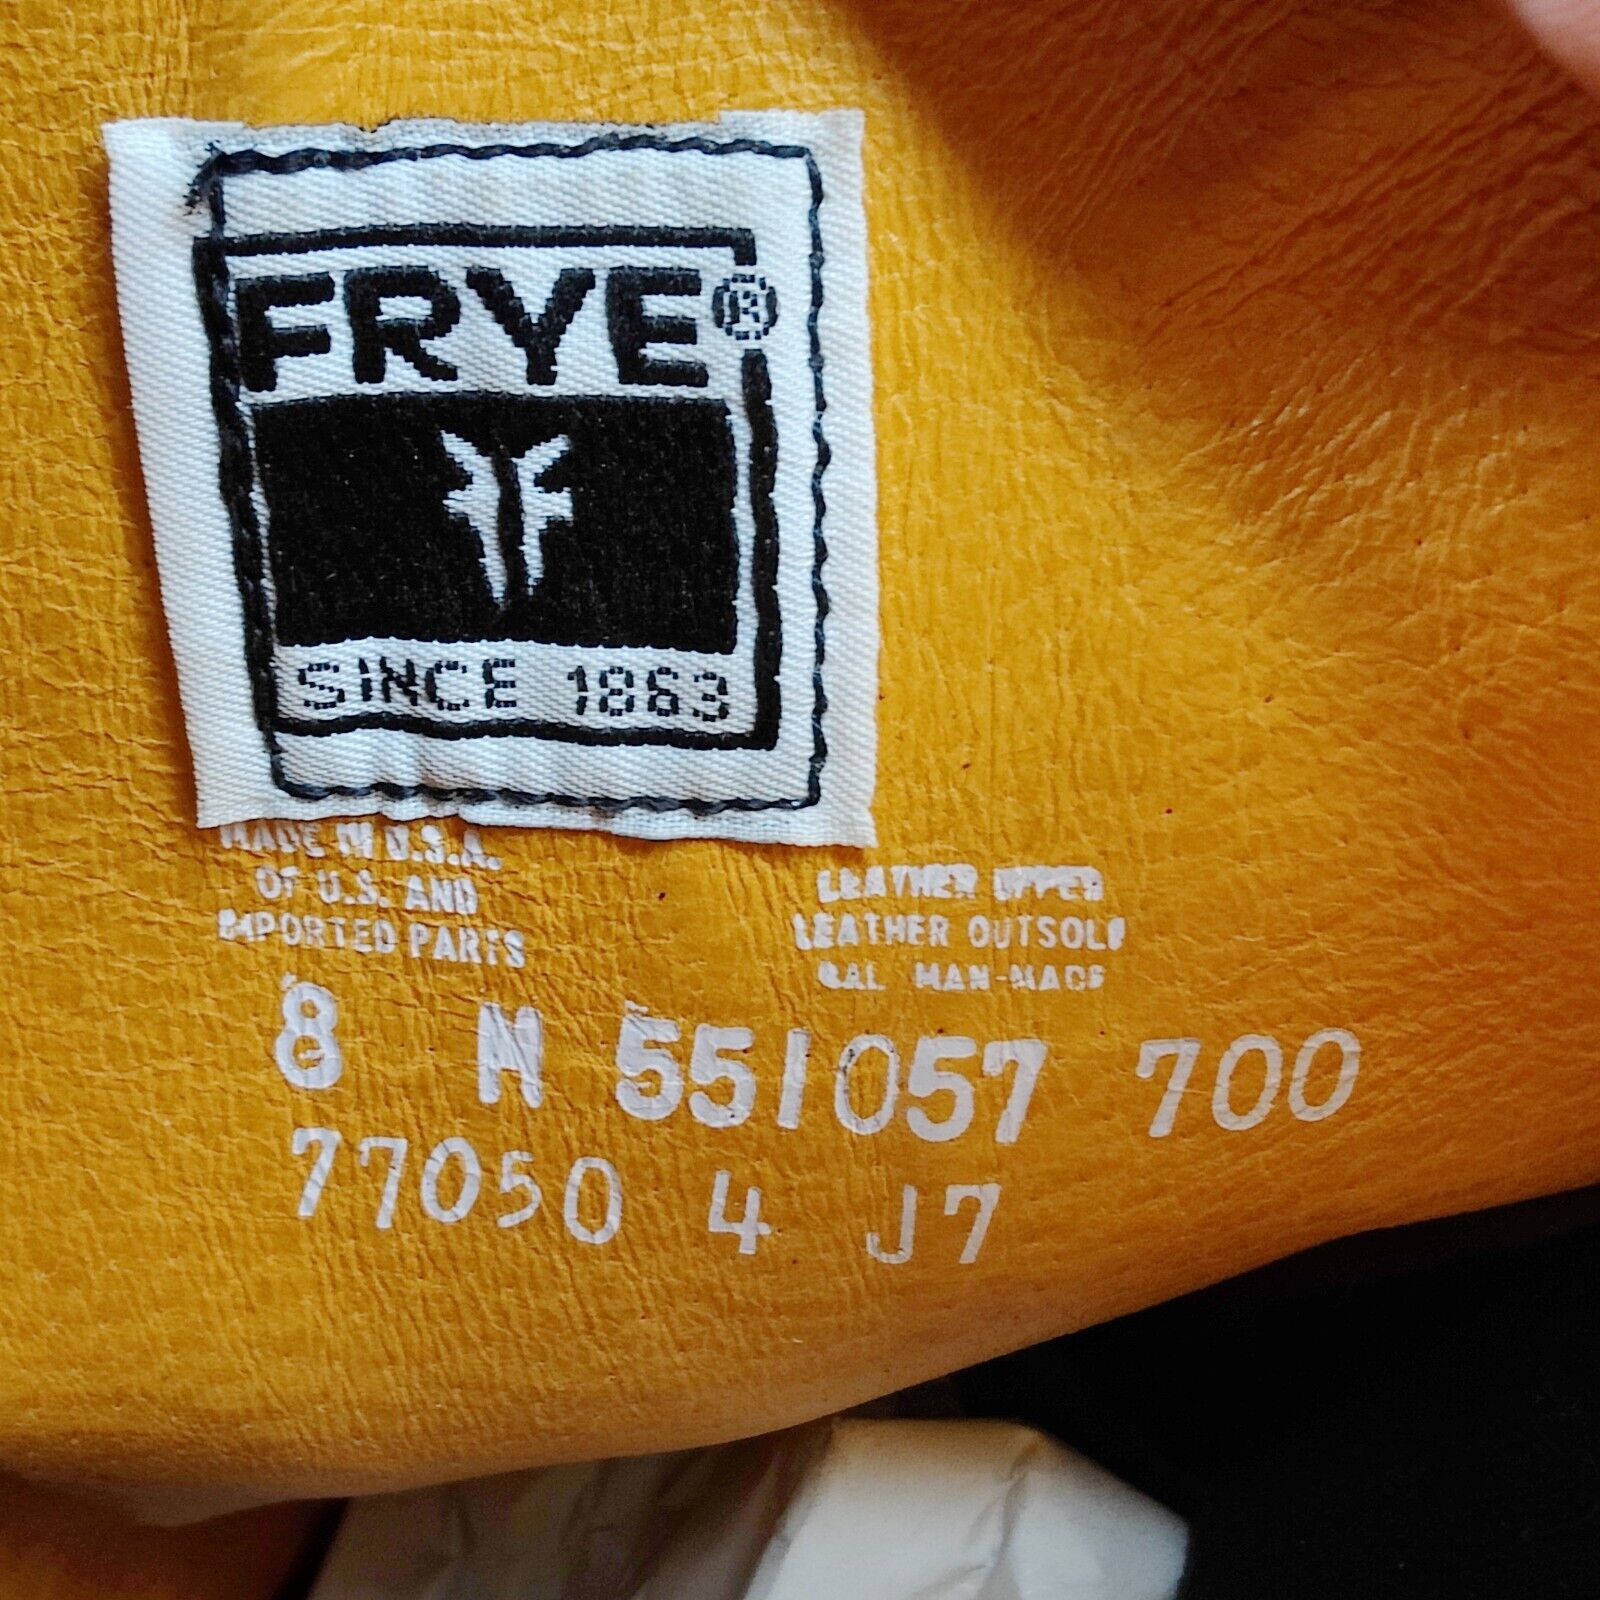 FRYE®
SINCE 1863
MADE IN U.S.A.
OF U.S. AND
IMPORTED PARTS
LEATHER UPPER
LEATHER OUTSOLE
BAL MAN-MADE
8 M 551057 700
77050 4 J7